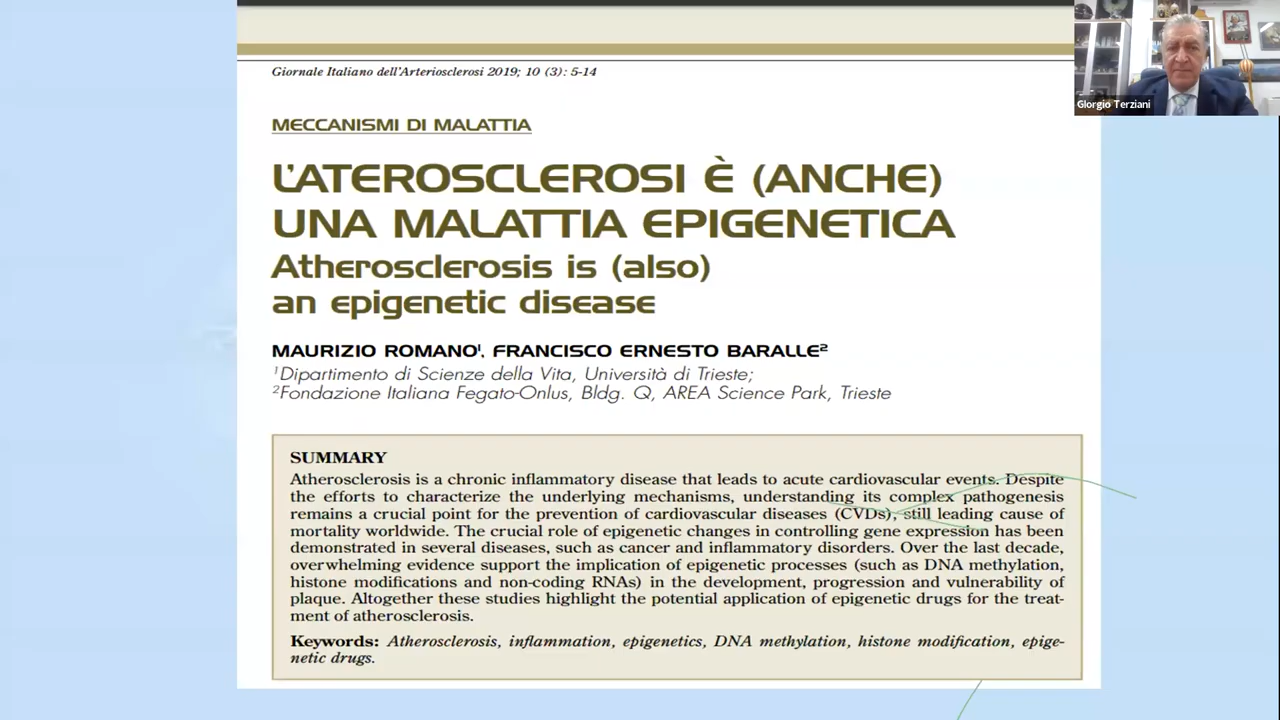 Giornale Italiano dell'Arteriosclerosi 2019; 10 (3): 5-14
Giorgio Terziani
MECCANISMI DI MALATTIA
L'ATEROSCLEROSI È (ANCHE)
UNA MALATTIA EPIGENETICA
Atherosclerosis is (also)
an epigenetic disease
MAURIZIO ROMANO¹, FRANCISCO ERNESTO BARALLE²
¹Dipartimento di Scienze della Vita, Università di Trieste;
²Fondazione Italiana Fegato-Onlus, Bldg. Q, AREA Science Park, Trieste
SUMMARY
Atherosclerosis is a chronic inflammatory disease that leads to acute cardiovascular events. Despite
the efforts to characterize the underlying mechanisms, understanding its complex pathogenesis
remains a crucial point for the prevention of cardiovascular diseases (CVDs), still leading cause of
mortality worldwide. The crucial role of epigenetic changes in controlling gene expression has been
demonstrated in several diseases, such as cancer and inflammatory disorders. Over the last decade,
overwhelming evidence support the implication of epigenetic processes (such as DNA methylation,
histone modifications and non-coding RNAs) in the development, progression and vulnerability of
plaque. Altogether these studies highlight the potential application of epigenetic drugs for the treat-
ment of atherosclerosis.
Keywords: Atherosclerosis, inflammation, epigenetics, DNA methylation, histone modification, epige-
netic drugs.